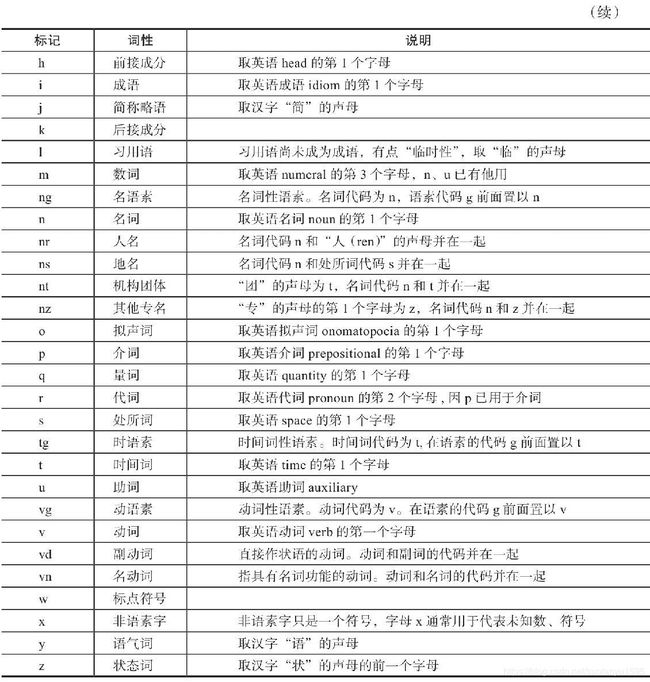 （续）
标记 词性 说明
h 前接成分 取英语 head 的第 1 个字母
i 成语 取英语成语 idiom 的第 1 个字母
j 简称略语 取汉字“简”的声母
k 后接成分
l 习用语 习用语尚未成为成语，有点“临时性”，取“临”的声母
m 数词 取英语 numeral 的第 3 个字母，n、u 已有他用
ng 名语素 名词性语素。名词代码为 n，语素代码 g 前面置以 n
n 名词 取英语名词 noun 的第 1 个字母
nr 人名 名词代码 n 和“人（ren）”的声母并在一起
ns 地名 名词代码 n 和处所词代码 s 并在一起
nt 机构团体 “团”的声母为 t，名词代码 n 和 t 并在一起
nz 其他专名 “专”的声母的第 1 个字母为 z，名词代码 n 和 z 并在一起
o 拟声词 取英语拟声词 onomatopoeia 的第 1 个字母
p 介词 取英语介词 prepositional 的第 1 个字母
q 量词 取英语 quantity 的第 1 个字母
r 代词 取英语代词 pronoun 的第 2 个字母，因 p 已用于介词
s 处所词 取英语 space 的第 1 个字母
tg 时语素 时间词性语素。时间词代码为 t, 在语素的代码 g 前面置以 t
t 时间词 取英语 time 的第 1 个字母
u 助词 取英语助词 auxiliary
vg 动语素 动词性语素。动词代码为 v。在语素的代码 g 前面置以 v
v 动词 取英语动词 verb 的第一个字母
vd 副动词 直接作状语的动词。动词和副词的代码并在一起
vn 名动词 指具有名词功能的动词。动词和名词的代码并在一起
w 标点符号
x 非语素字 非语素字只是一个符号，字母 x 通常用于代表未知数、符号
y 语气词 取汉字“语”的声母
z 状态词 取汉字“状”的声母的前一个字母